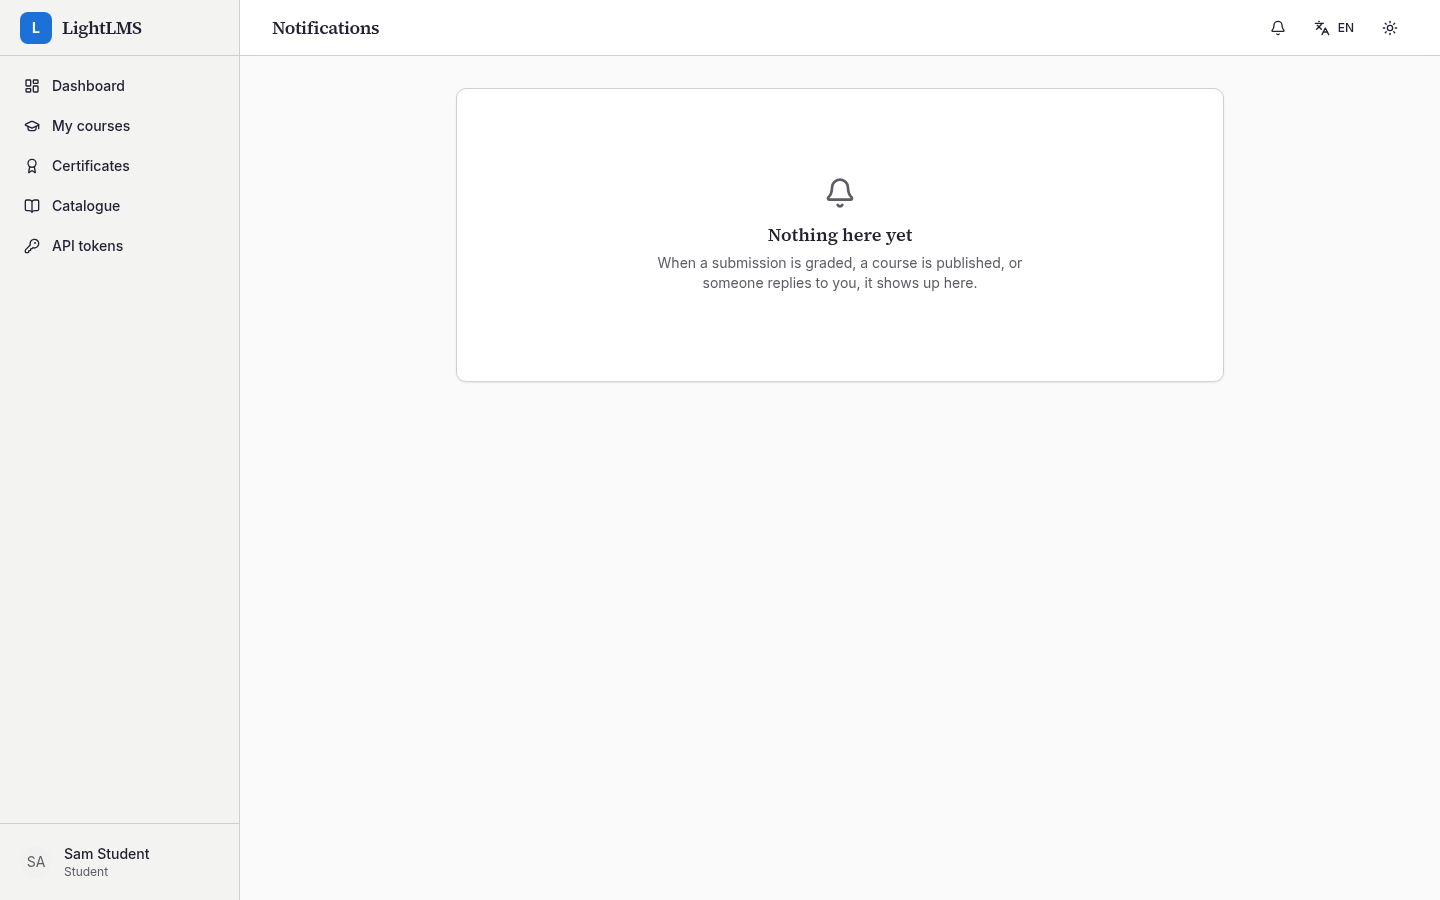 L
LightLMS
Notifications
EN
Dashboard
My courses
Certificates
Catalogue
API tokens
Nothing here yet
When a submission is graded, a course is published, or
someone replies to you, it shows up here.
SA
Sam Student
Student